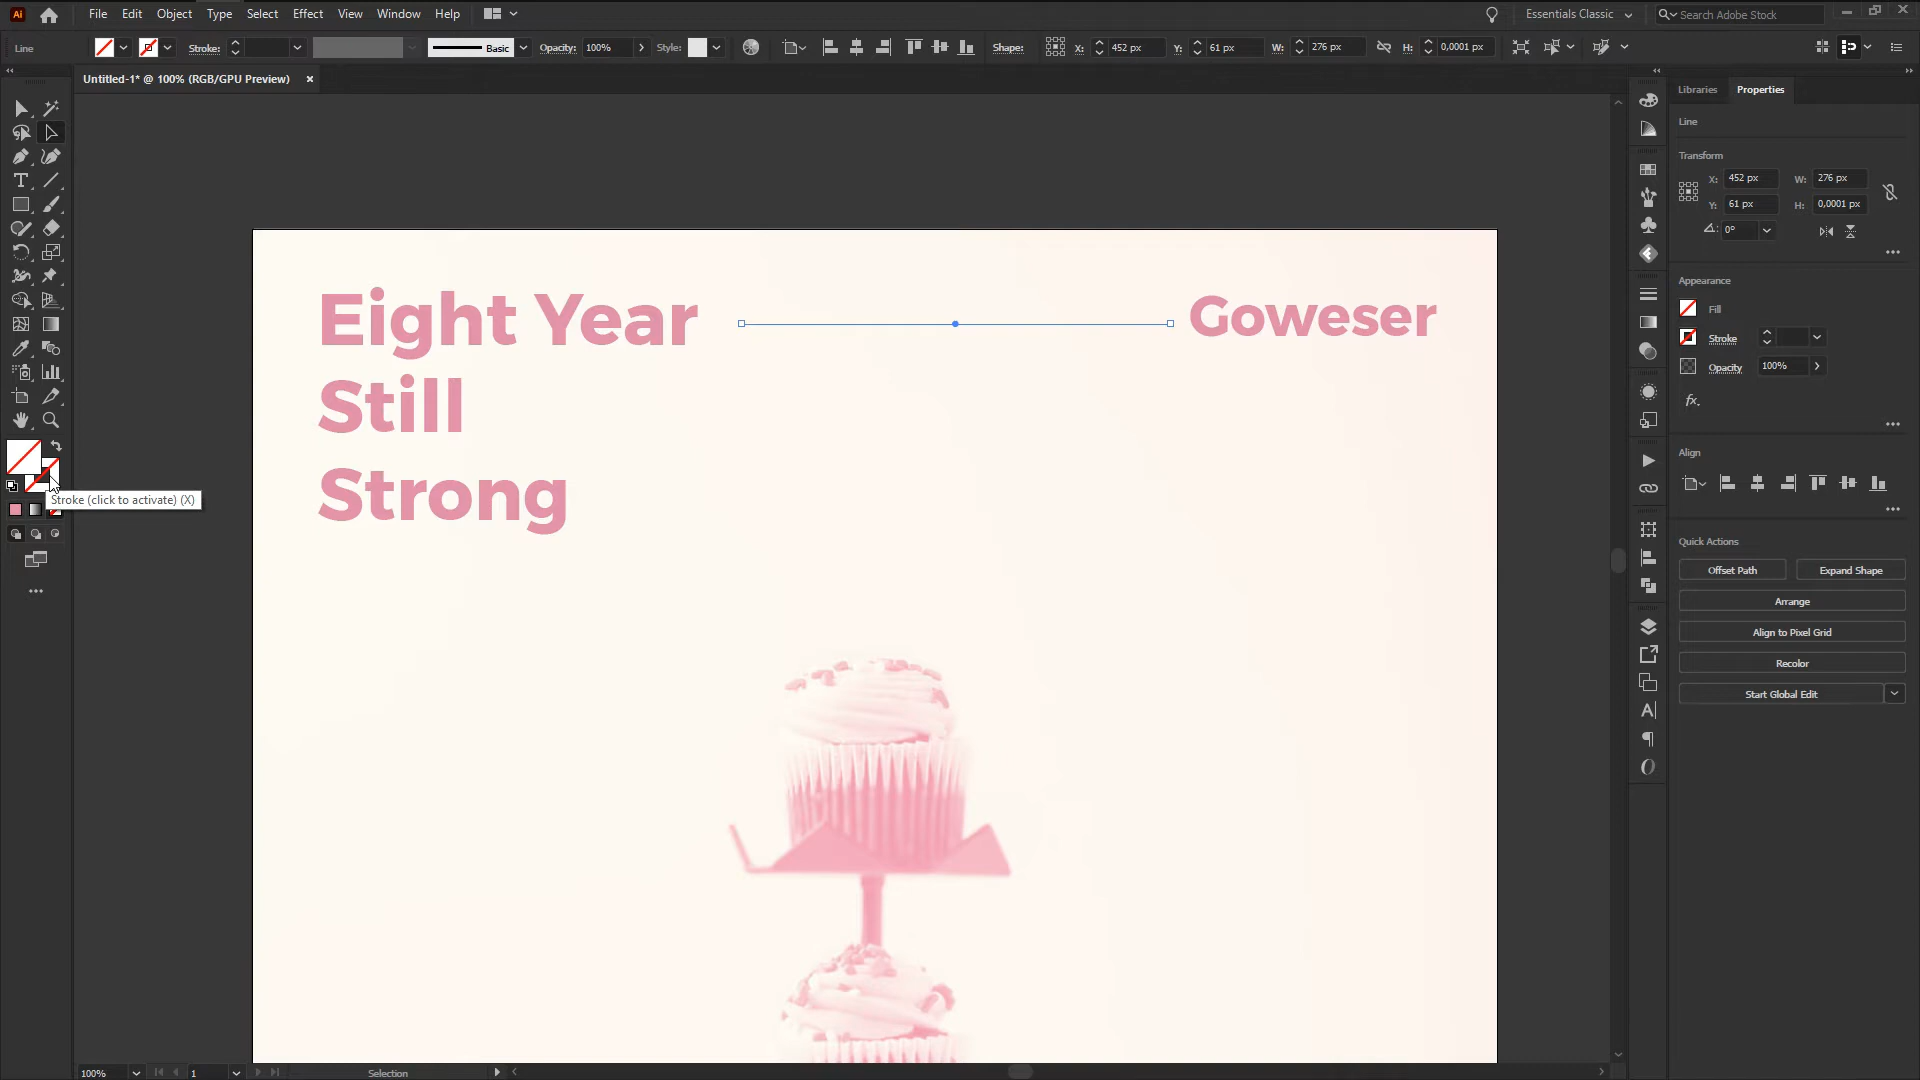 Ai File Edit Object Type Select Effect View Window Help Essentials Classic Search Adobe Stock
Line Stroke: Basic Opacity: 100% Style: Shape: X: 452 px Y: 61 px W: 276 px H: 0,0001 px
Untitled-1* @ 100% (RGB/GPU Preview) ×
Libraries Properties
Line
Transform
X: 452 px W: 276 px
Y: 61 px H: 0,0001 px
0°
Appearance
Fill
Stroke
Opacity 100%
fx.
Align
Quick Actions
Offset Path Expand Shape
Arrange
Align to Pixel Grid
Recolor
Start Global Edit
Eight Year
Still
Strong
Goweser
Stroke (click to activate) (X)
100% 1 Selection